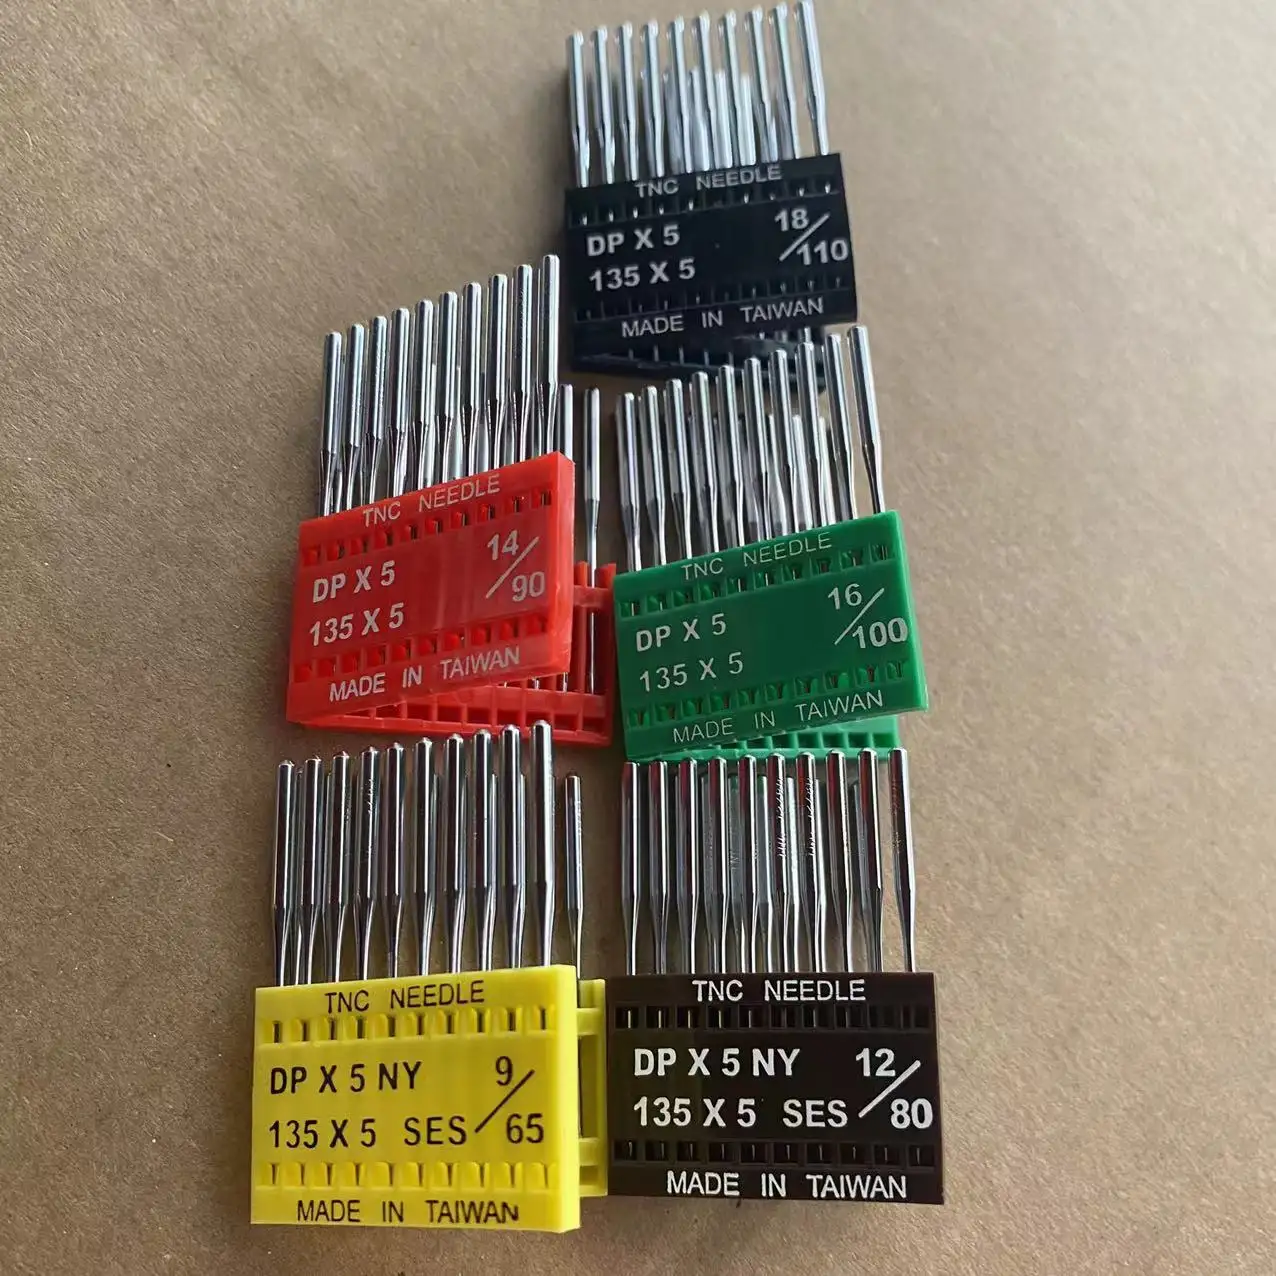 TNC NEEDLE
DP X 5
18/110
135 X 5
MADE IN TAIWAN
TNC NEEDLE
DP X 5
14/90
135 X 5
MADE IN TAIWAN
TNC NEEDLE
DP X 5
16/100
135 X 5
MADE IN TAIWAN
TNC NEEDLE
DP X 5 NY
9/65
135 X 5 SES
MADE IN TAIWAN
TNC NEEDLE
DP X 5 NY
12/80
135 X 5 SES
MADE IN TAIWAN